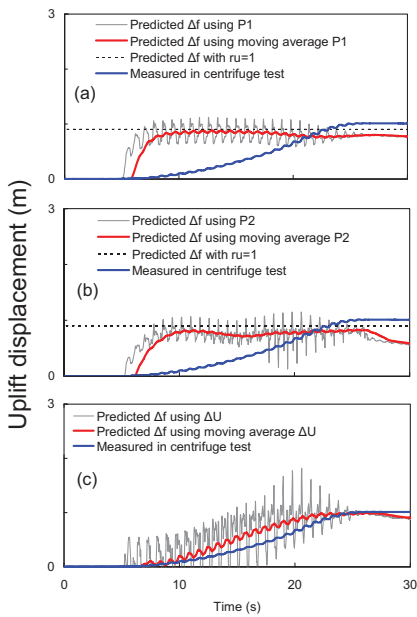 3
Predicted Δf using P1
Predicted Δf using moving average P1
Predicted Δf with ru=1
Measured in centrifuge test
(a)
0
3
Predicted Δf using P2
Predicted Δf using moving average P2
Predicted Δf with ru=1
Measured in centrifuge test
(b)
0
3
Predicted Δf using ΔU
Predicted Δf using moving average ΔU
Measured in centrifuge test
(c)
0
0
10
20
30
Time (s)
Uplift displacement (m)